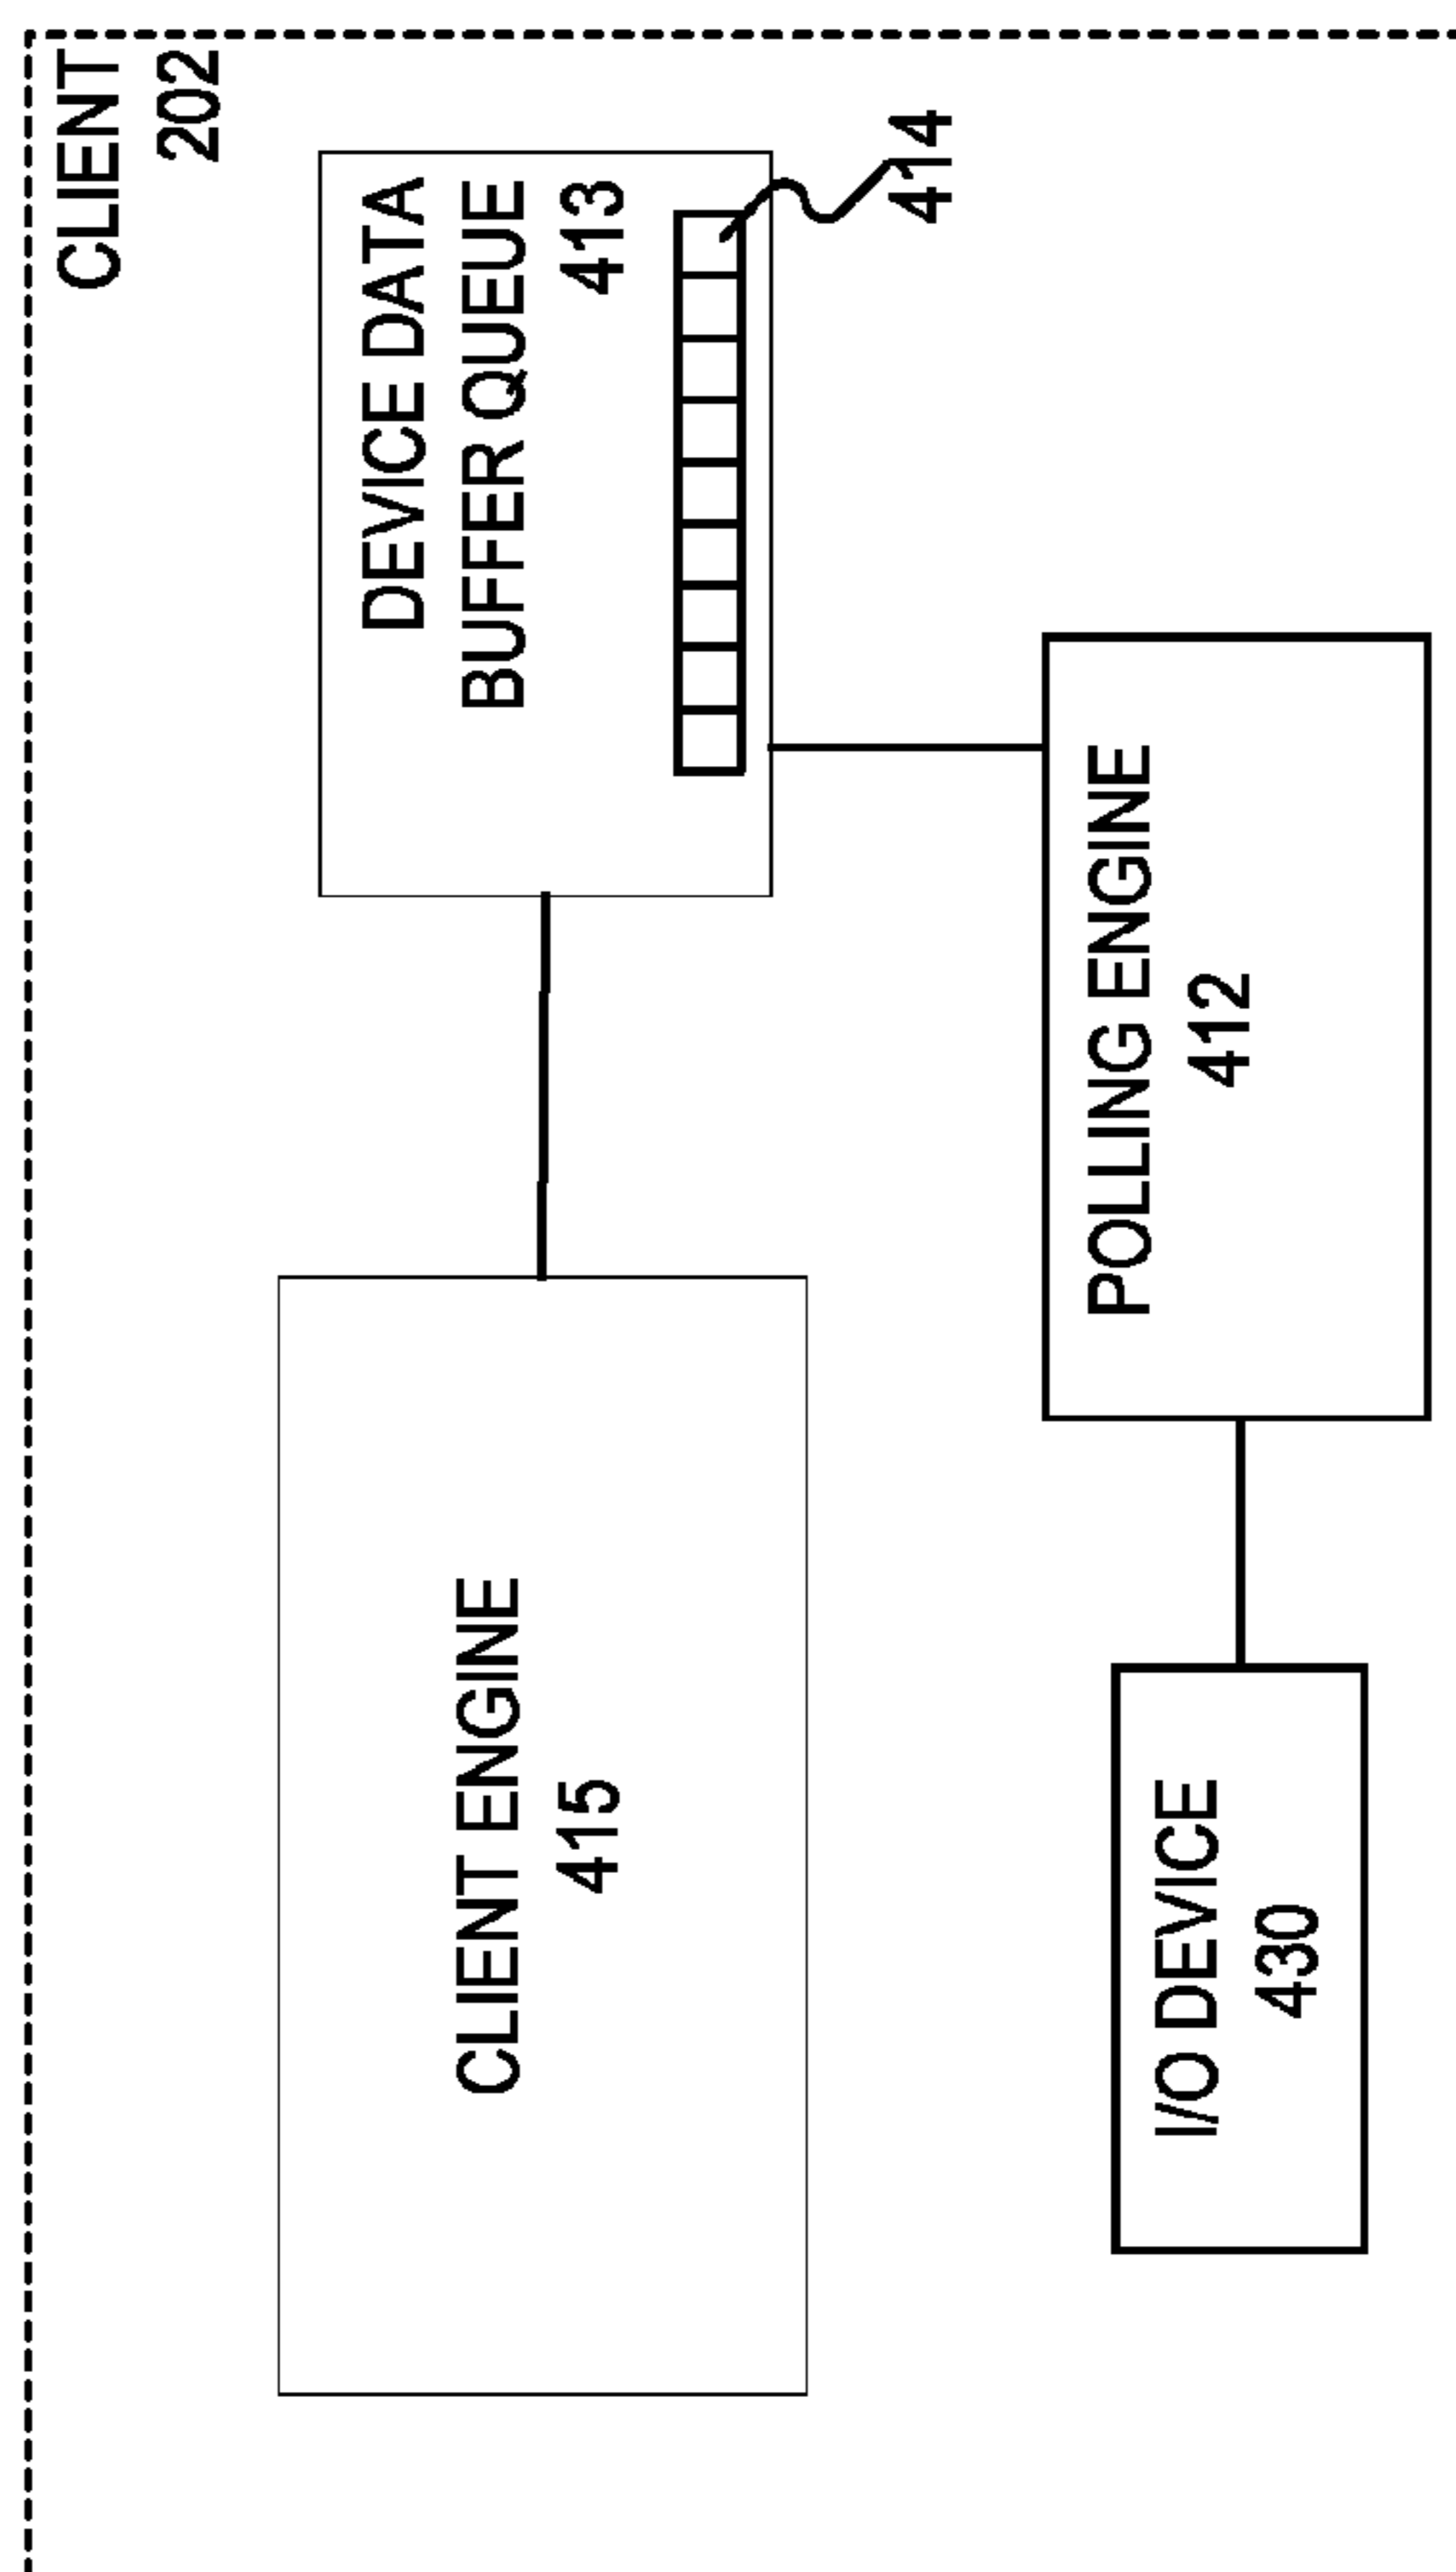 CLIENT
202
DEVICE DATA
BUFFER QUEUE
413
414
CLIENT ENGINE
415
POLLING ENGINE
412
I/O DEVICE
430